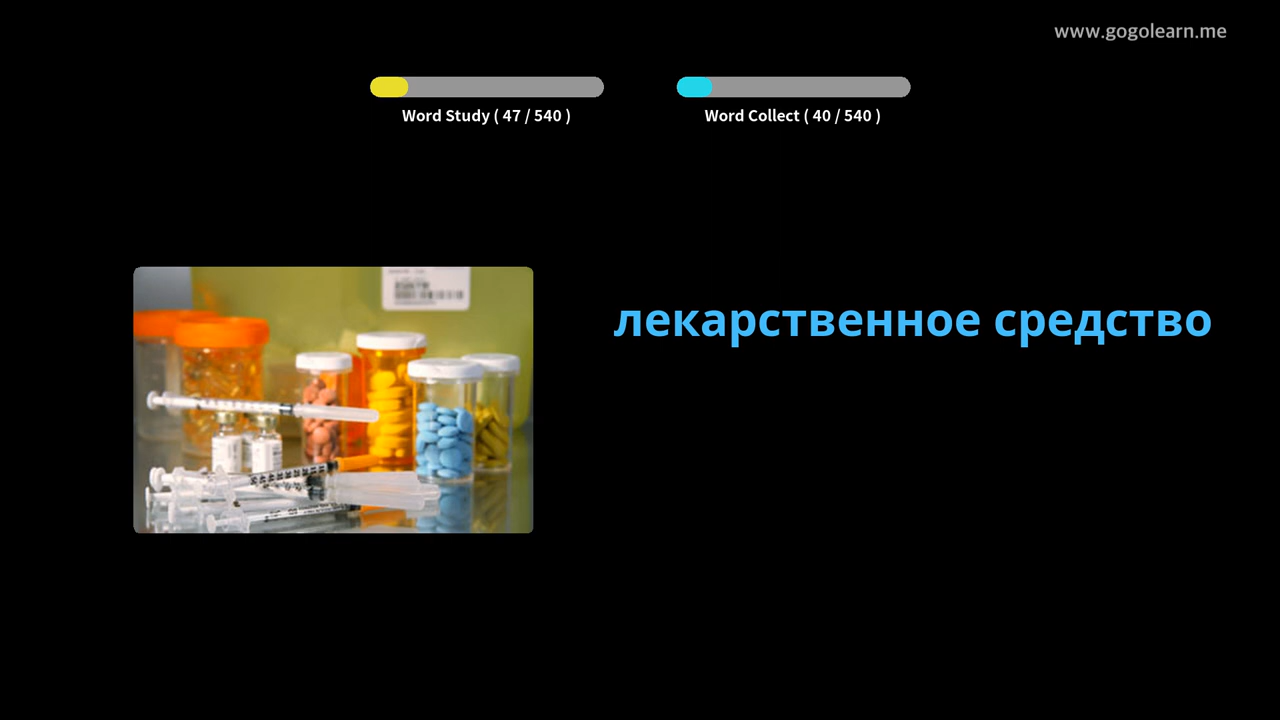 www.gogolearn.me
Word Study ( 47 / 540 )
Word Collect ( 40 / 540 )
лекарственное средство